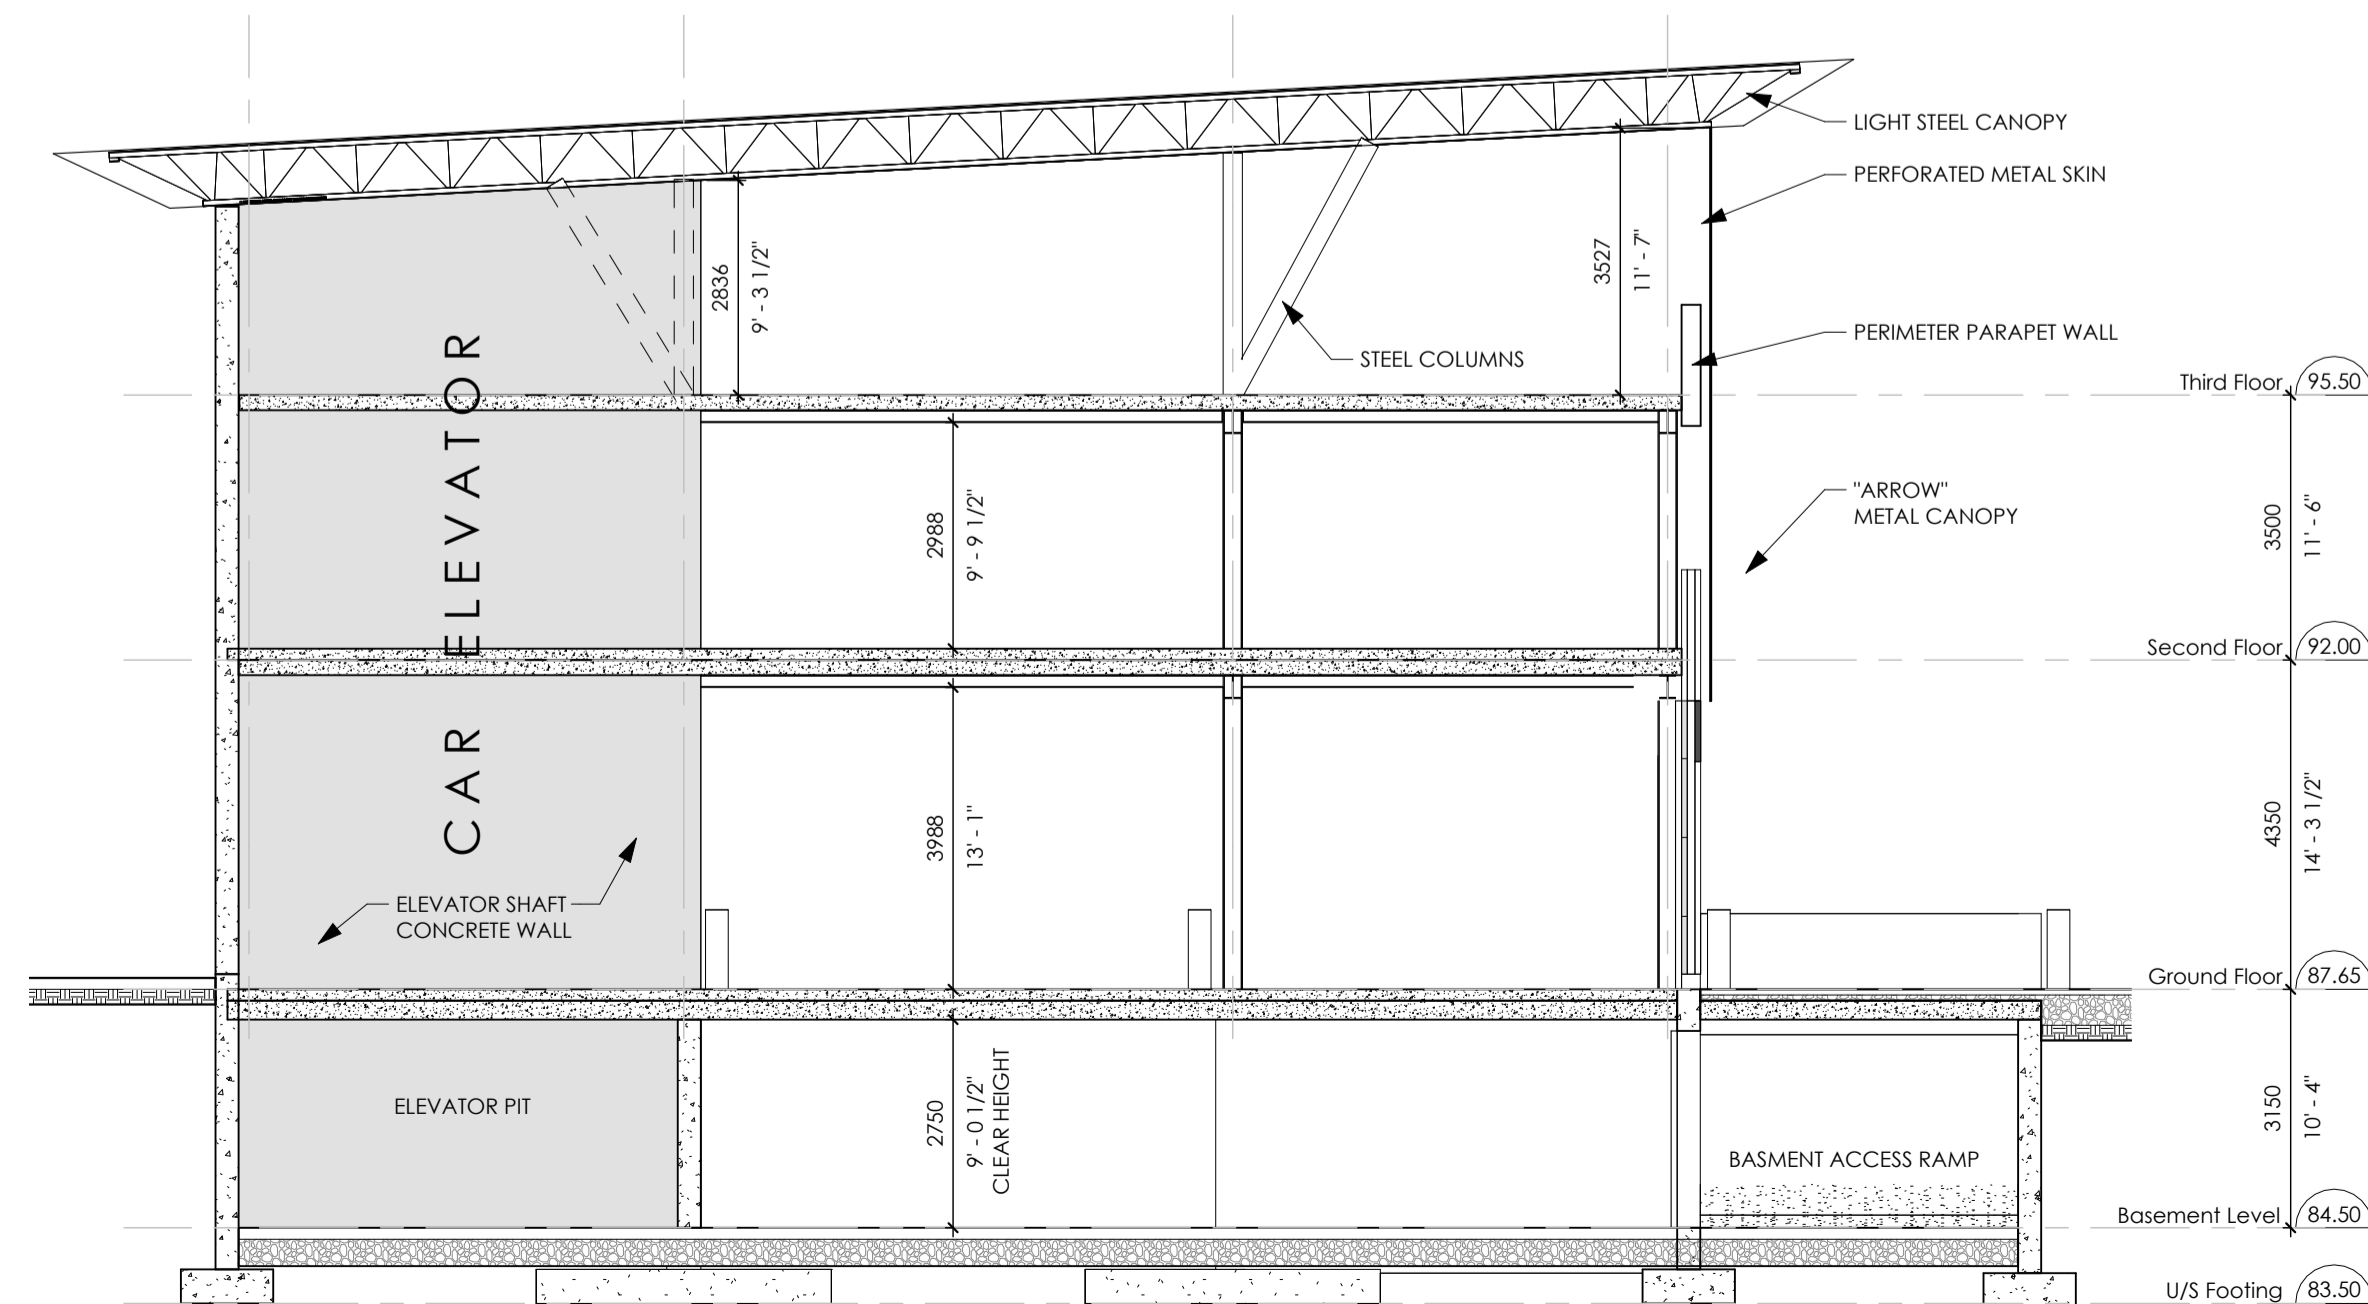 LIGHT STEEL CANOPY
PERFORATED METAL SKIN
2836
9' - 3 1/2"
3527
11' - 7"
STEEL COLUMNS
PERIMETER PARAPET WALL
Third Floor
95.50
CAR ELEVATOR
2988
9' - 9 1/2"
"ARROW"
METAL CANOPY
3500
11' - 6"
Second Floor
92.00
3988
13' - 1"
4350
14' - 3 1/2"
ELEVATOR SHAFT
CONCRETE WALL
Ground Floor
87.65
ELEVATOR PIT
2750
9' - 0 1/2"
CLEAR HEIGHT
3150
10' - 4"
BASMENT ACCESS RAMP
Basement Level
84.50
U/S Footing
83.50